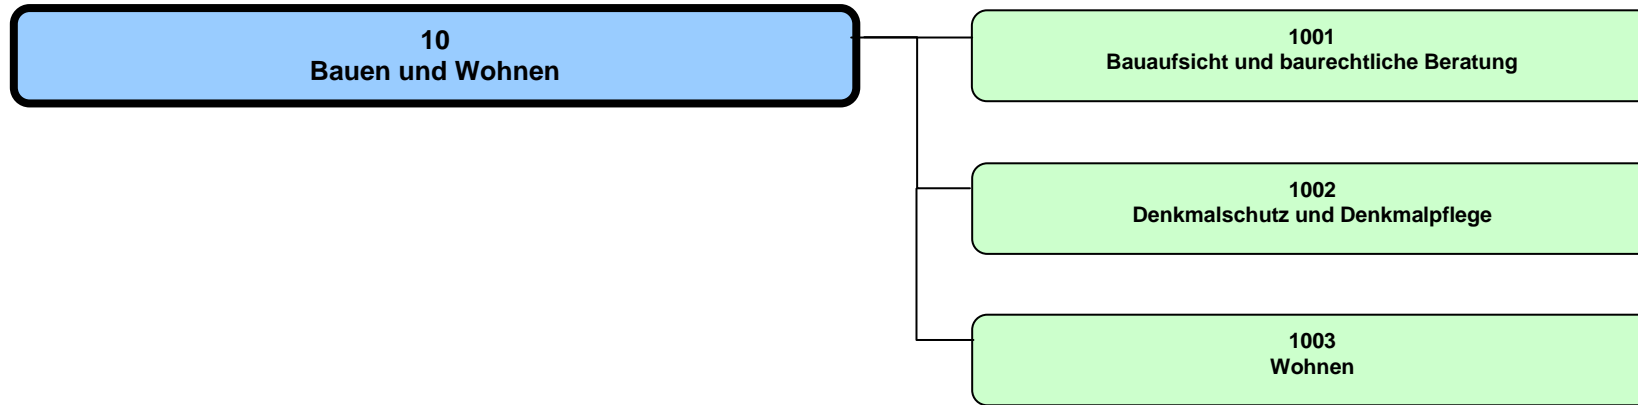 10
Bauen und Wohnen
1001
Bauaufsicht und baurechtliche Beratung
1002
Denkmalschutz und Denkmalpflege
1003
Wohnen